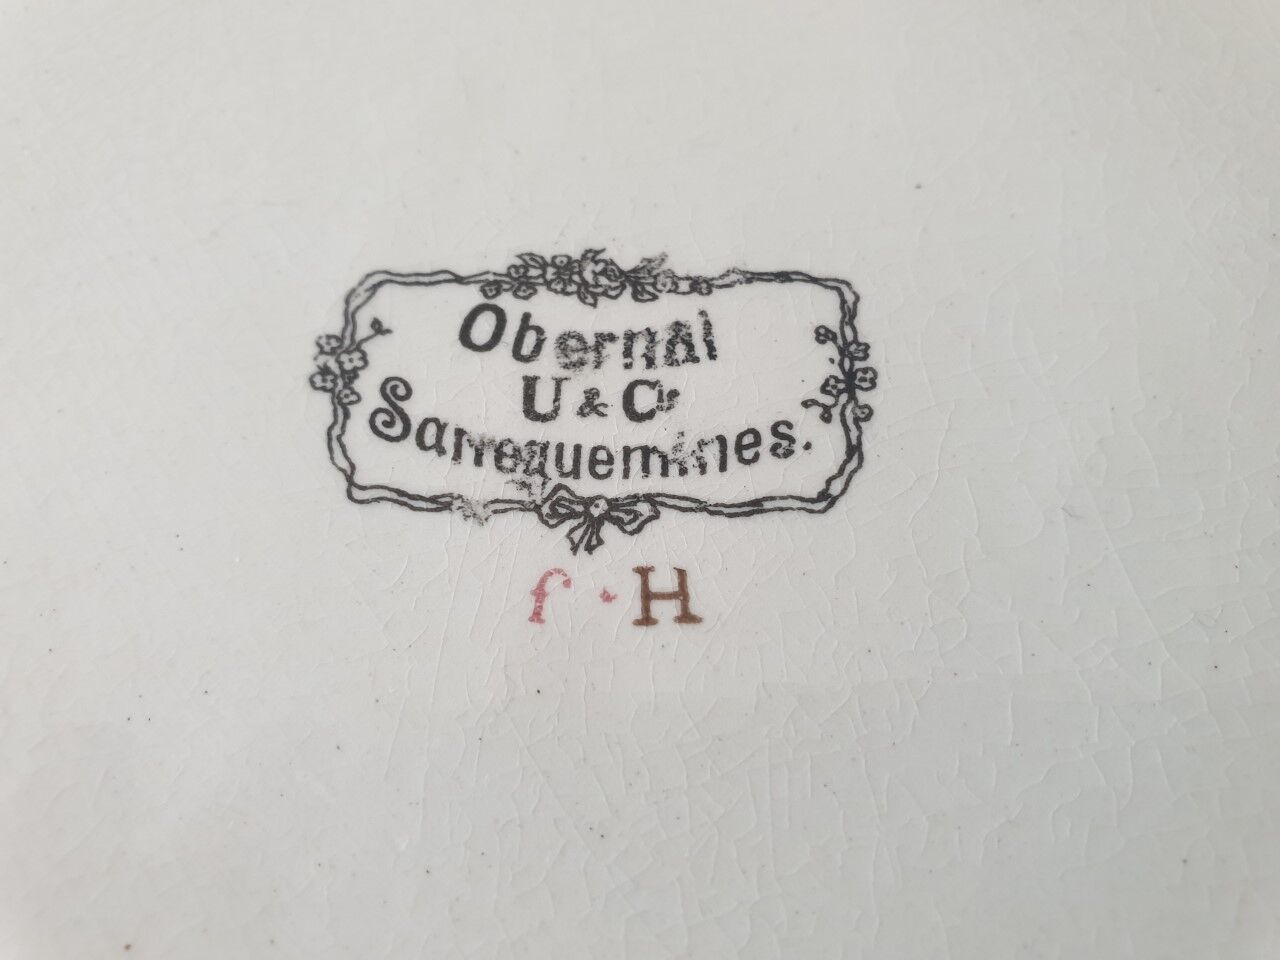 Obernai
U & Cie
Sarreguemines.
f · H